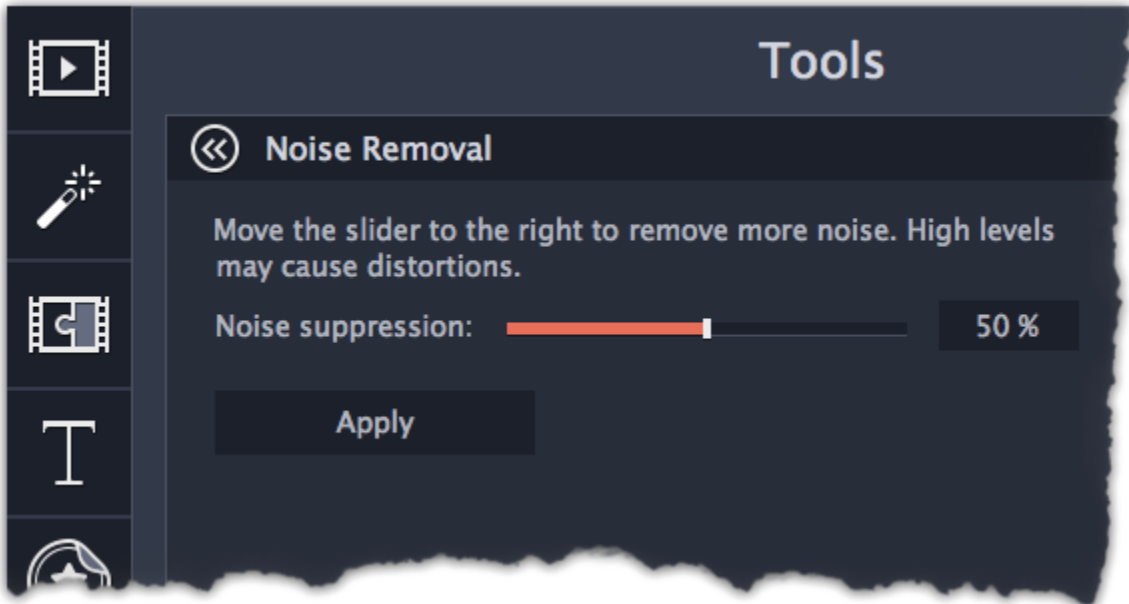 Tools
Noise Removal
Move the slider to the right to remove more noise. High levels
may cause distortions.
Noise suppression: 50 %
Apply
T